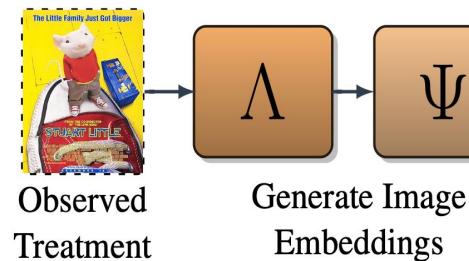 The Little Family Just Got Bigger
STUART LITTLE
Λ
Ψ
Observed
Treatment
Generate Image
Embeddings